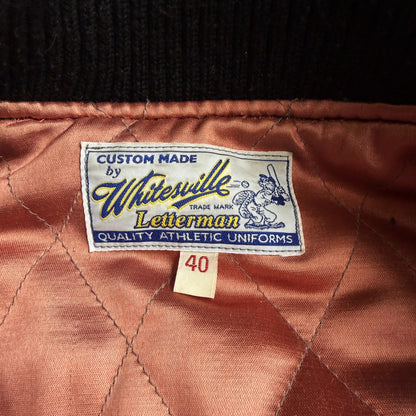 CUSTOM MADE
by
Whitesville
TRADE MARK
Letterman
QUALITY ATHLETIC UNIFORMS
40